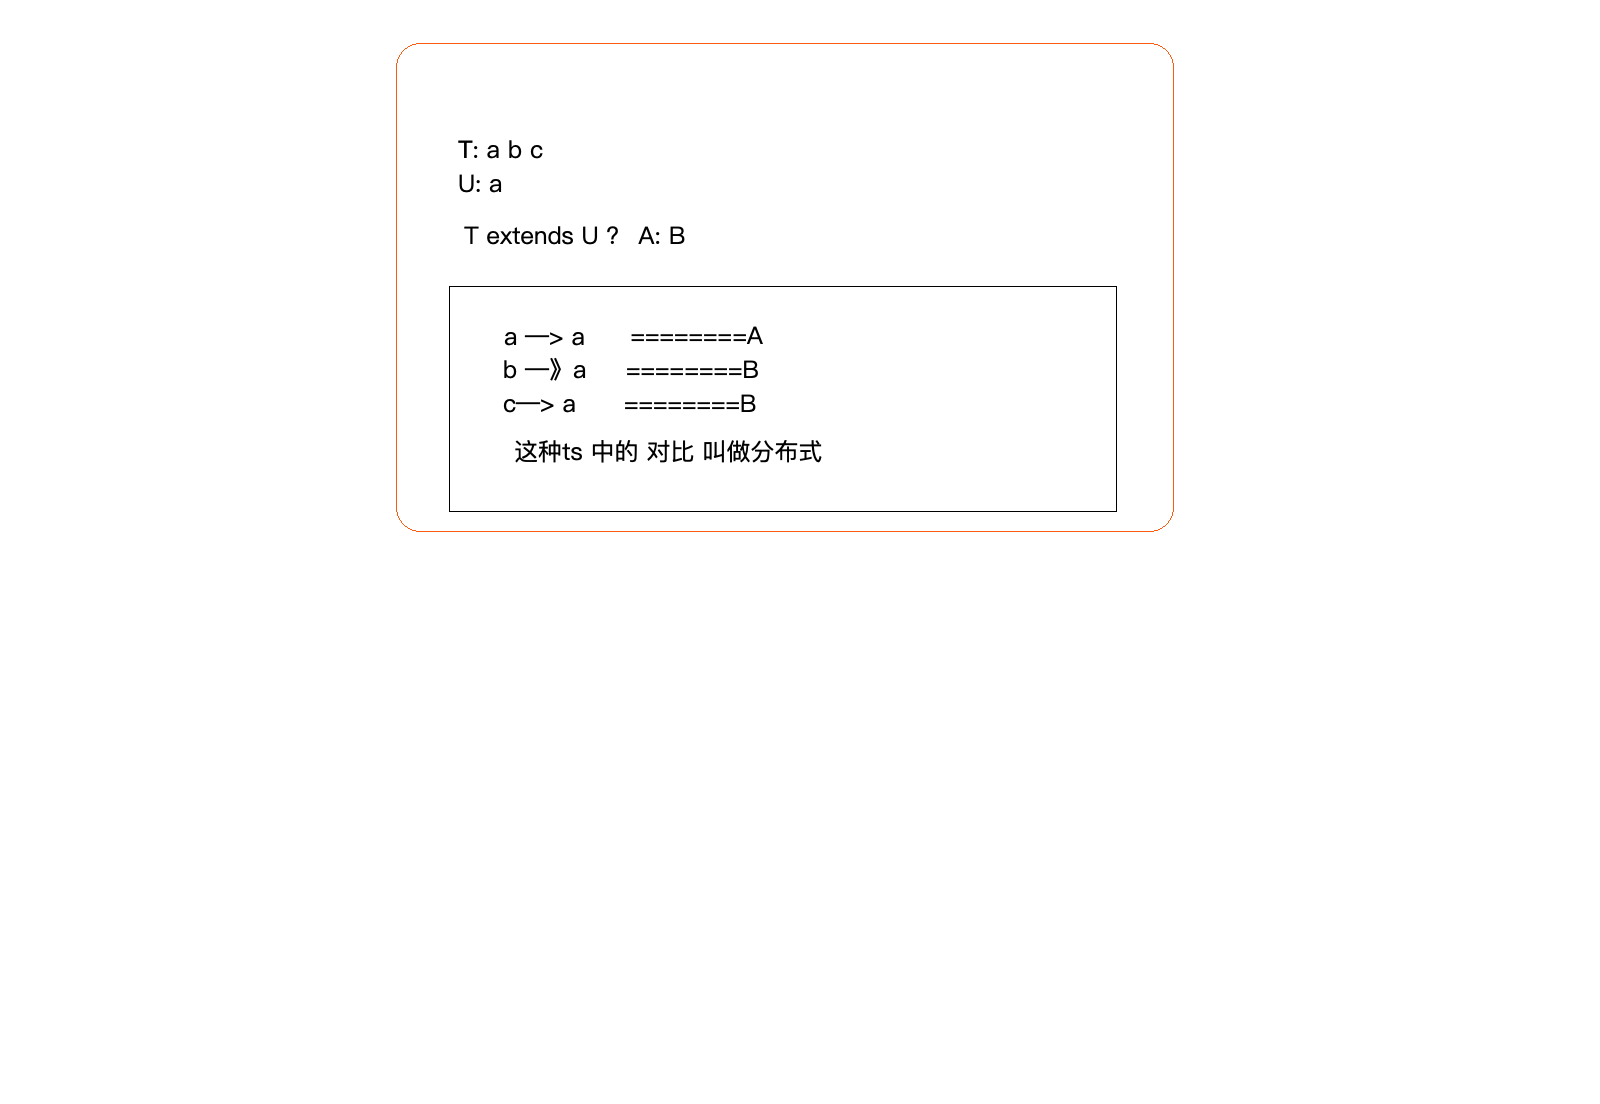 T: a b c
U: a
T extends U ? A: B
a —> a ========A
b —》 a ========B
c—> a ========B
这种ts 中的 对比 叫做分布式